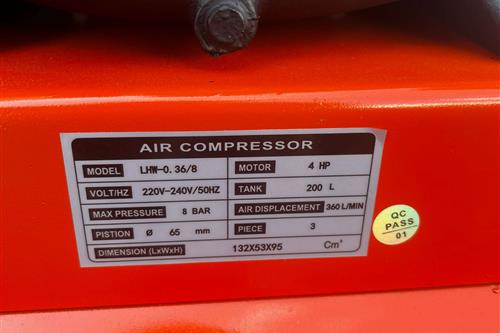 AIR COMPRESSOR
MODEL LHW-0.36/8 MOTOR 4 HP
VOLT/HZ 220V-240V/50HZ TANK 200 L
MAX PRESSURE 8 BAR AIR DISPLACEMENT 360L/MIN
PISTION Ø 65 mm PIECE 3
DIMENSION (LxWxH) 132X53X95 Cm³
QC
PASS
01